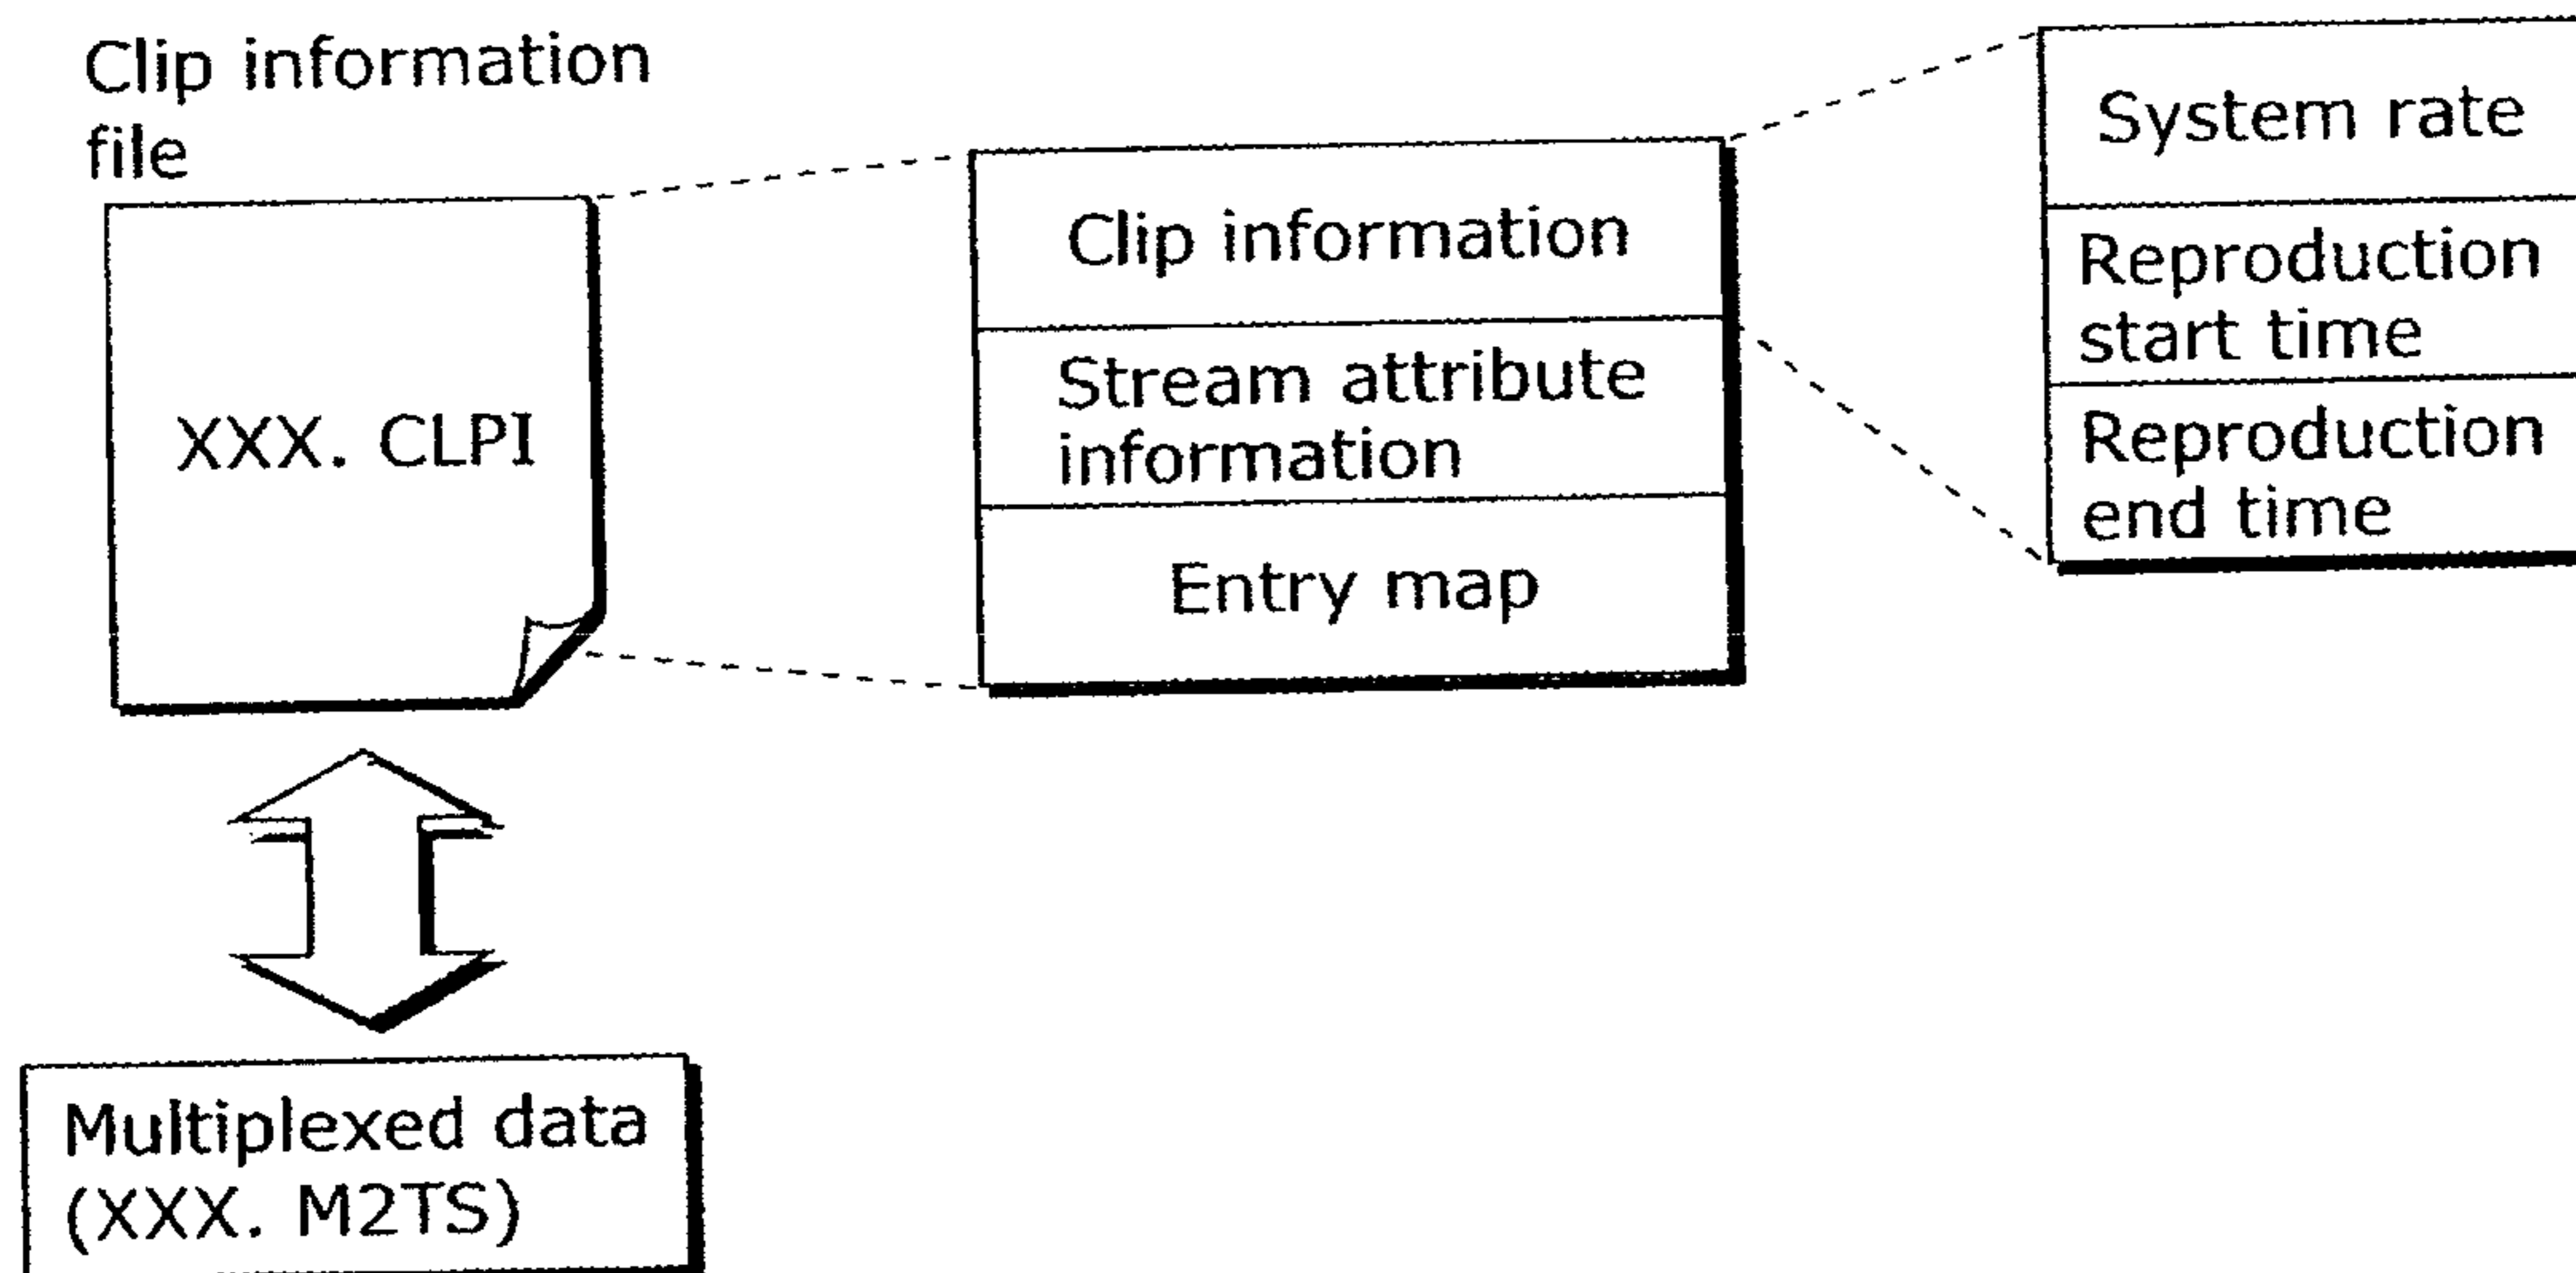 Clip information
file
XXX. CLPI
Clip information
Stream attribute
information
Entry map
System rate
Reproduction
start time
Reproduction
end time
Multiplexed data
(XXX. M2TS)